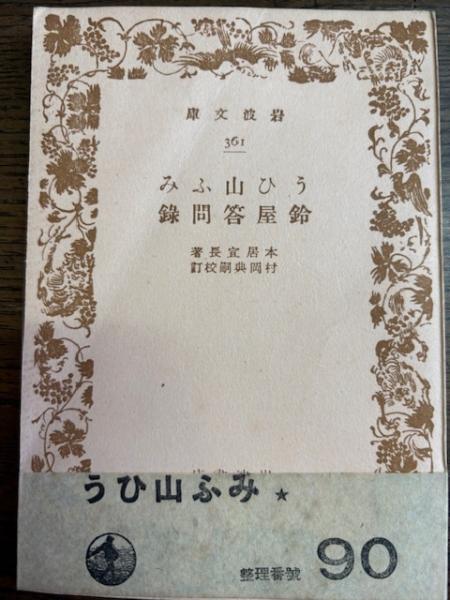 庫文波岩
361
みふ山ひう
錄問答屋鈴
著長宣居本
訂校嗣典岡村
うひ山ふみ ★
整理番號 90